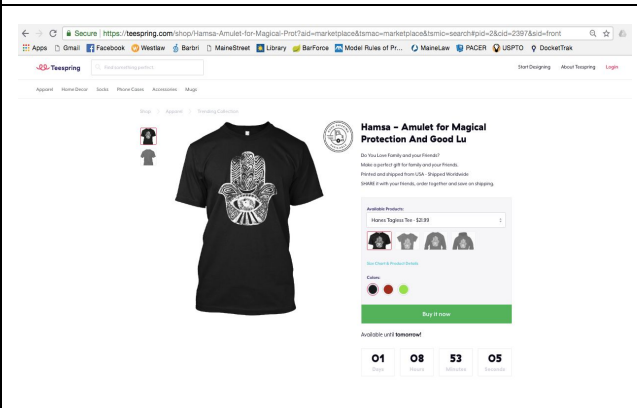 Secure | https://teespring.com/shop/Hamsa-Amulet-for-Magical-Prot?aid=marketplace&tsmac=marketplace&tsmic=search#pid=2&cid=2397&sid=front
Apps Gmail Facebook Westlaw Barbri MaineStreet Library BarForce Model Rules of Pr... MaineLaw PACER USPTO DocketTrak
Teespring Find something perfect Start Designing About Teespring Login
Apparel Home Decor Socks Phone Cases Accessories Mugs
Shop / Apparel / Trending Collection
Hamsa - Amulet for Magical
Protection And Good Lu
Do You Love Family and your Friends?
Make a perfect gift for family and your Friends.
Printed and shipped from USA - Shipped Worldwide
SHARE it with your friends, order together and save on shipping.
Available Products:
Hanes Tagless Tee - $21.99
Size Chart & Product Details
Colors:
Buy it now
Available until tomorrow!
01 08 53 05
Days Hours Minutes Seconds